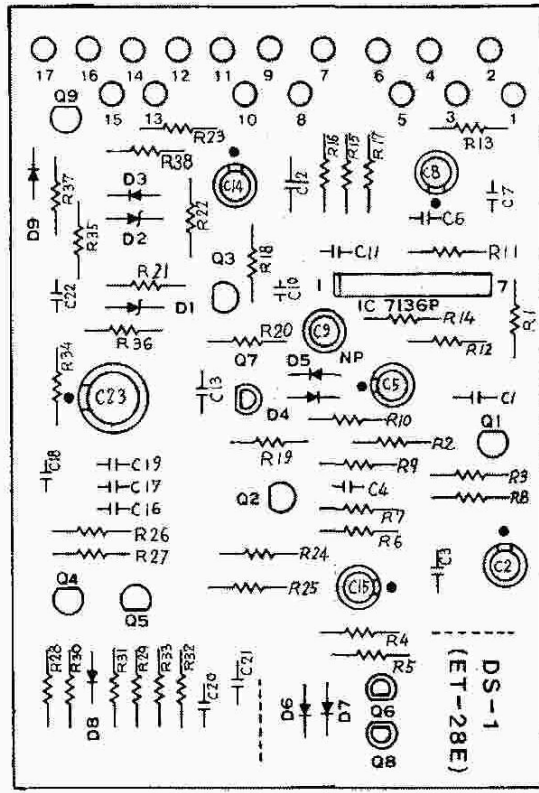 17 16 14 12 11 9 7 6 4 2
Q9
15 13 10 8 5 3 1
R23
R13
R38
R16
R15
R17
C14
C12
C8
C7
D9
R37
D3
R22
C6
R35
D2
R18
C11
R11
Q3
R21
C10
1 7
C22
D1
IC 7136P
R1
R14
R36
R20
C9
R12
R34
Q7
D5
NP
C23
C13
C5
C1
D4
R10
Q1
R19
R2
C18
C19
R9
R3
C17
C4
R8
Q2
C16
R7
R26
R6
R27
R24
C3
C2
Q4
R25
C15
Q5
R4
R28
R30
R31
R29
R33
R32
C21
R5
DS-1
C20
(ET-28E)
D8
D6
D7
Q6
Q8